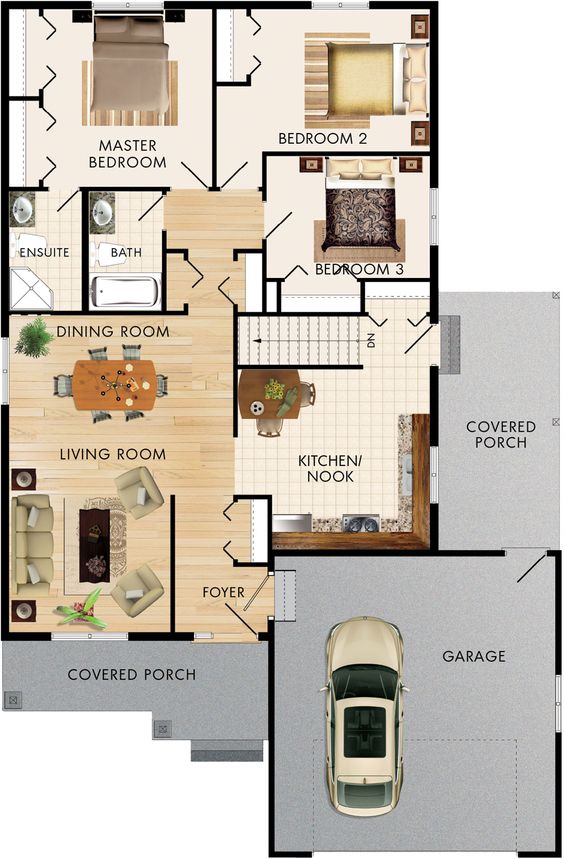 MASTER
BEDROOM
BEDROOM 2
BEDROOM 3
ENSUITE
BATH
DINING ROOM
DN
LIVING ROOM
KITCHEN/
NOOK
COVERED
PORCH
FOYER
GARAGE
COVERED PORCH